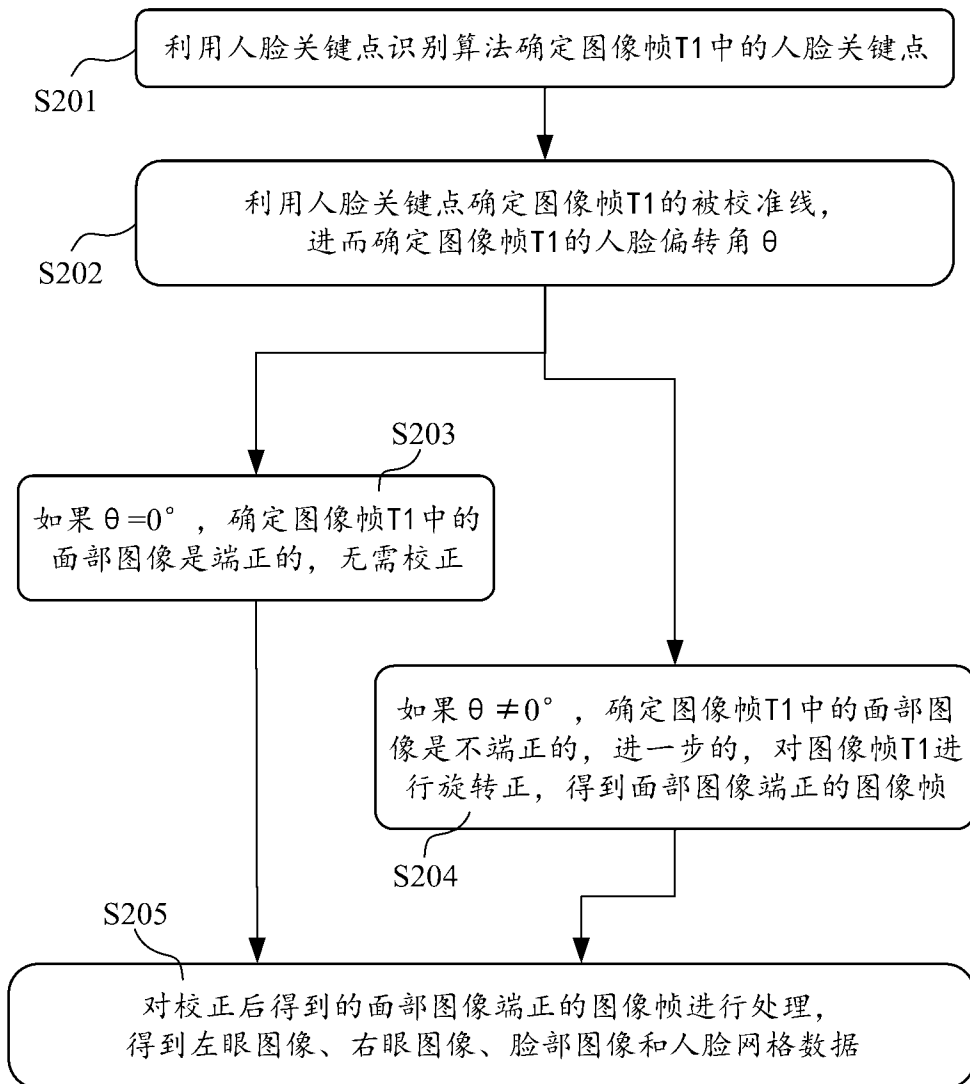 利用人脸关键点识别算法确定图像帧T1中的人脸关键点
S201
利用人脸关键点确定图像帧T1的被校准线，
进而确定图像帧T1的人脸偏转角θ
S202
S203
如果θ=0°，确定图像帧T1中的
面部图像是端正的，无需校正
如果θ≠0°，确定图像帧T1中的面部图
像是不端正的，进一步的，对图像帧T1进
行旋转正，得到面部图像端正的图像帧
S204
S205
对校正后得到的面部图像端正的图像帧进行处理，
得到左眼图像、右眼图像、脸部图像和人脸网格数据